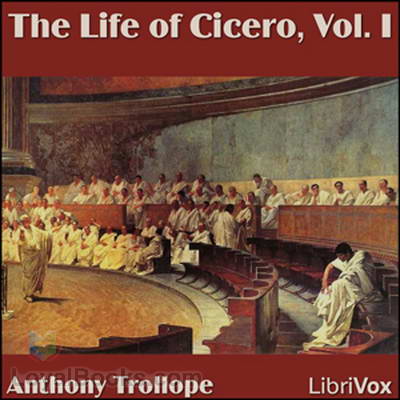 The Life of Cicero, Vol. I
LoyalBooks.com
Anthony Trollope
LibriVox